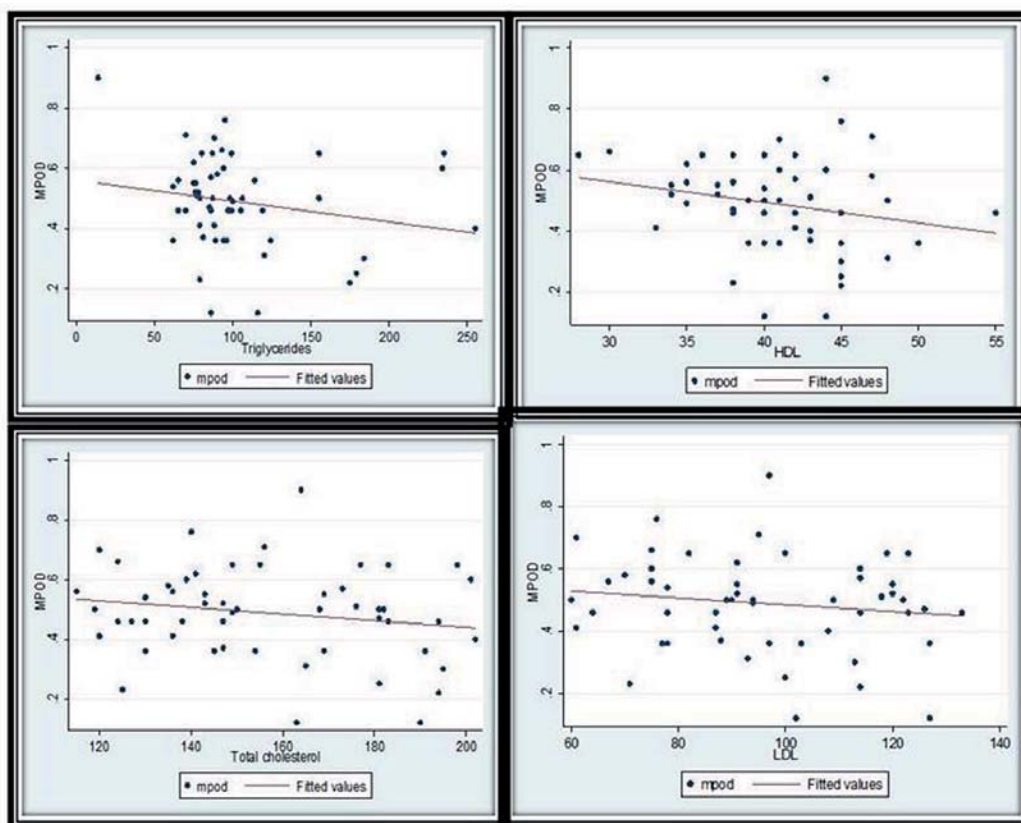 1
.8
.6
.4
.2
MPOD
0 50 100 150 200 250
Triglycerides
mpod Fitted values
1
.8
.6
.4
.2
MPOD
30 35 40 45 50 55
HDL
mpod Fitted values
1
.8
.6
.4
.2
MPOD
120 140 160 180 200
Total cholesterol
mpod Fitted values
1
.8
.6
.4
.2
MPOD
60 80 100 120 140
LDL
mpod Fitted values